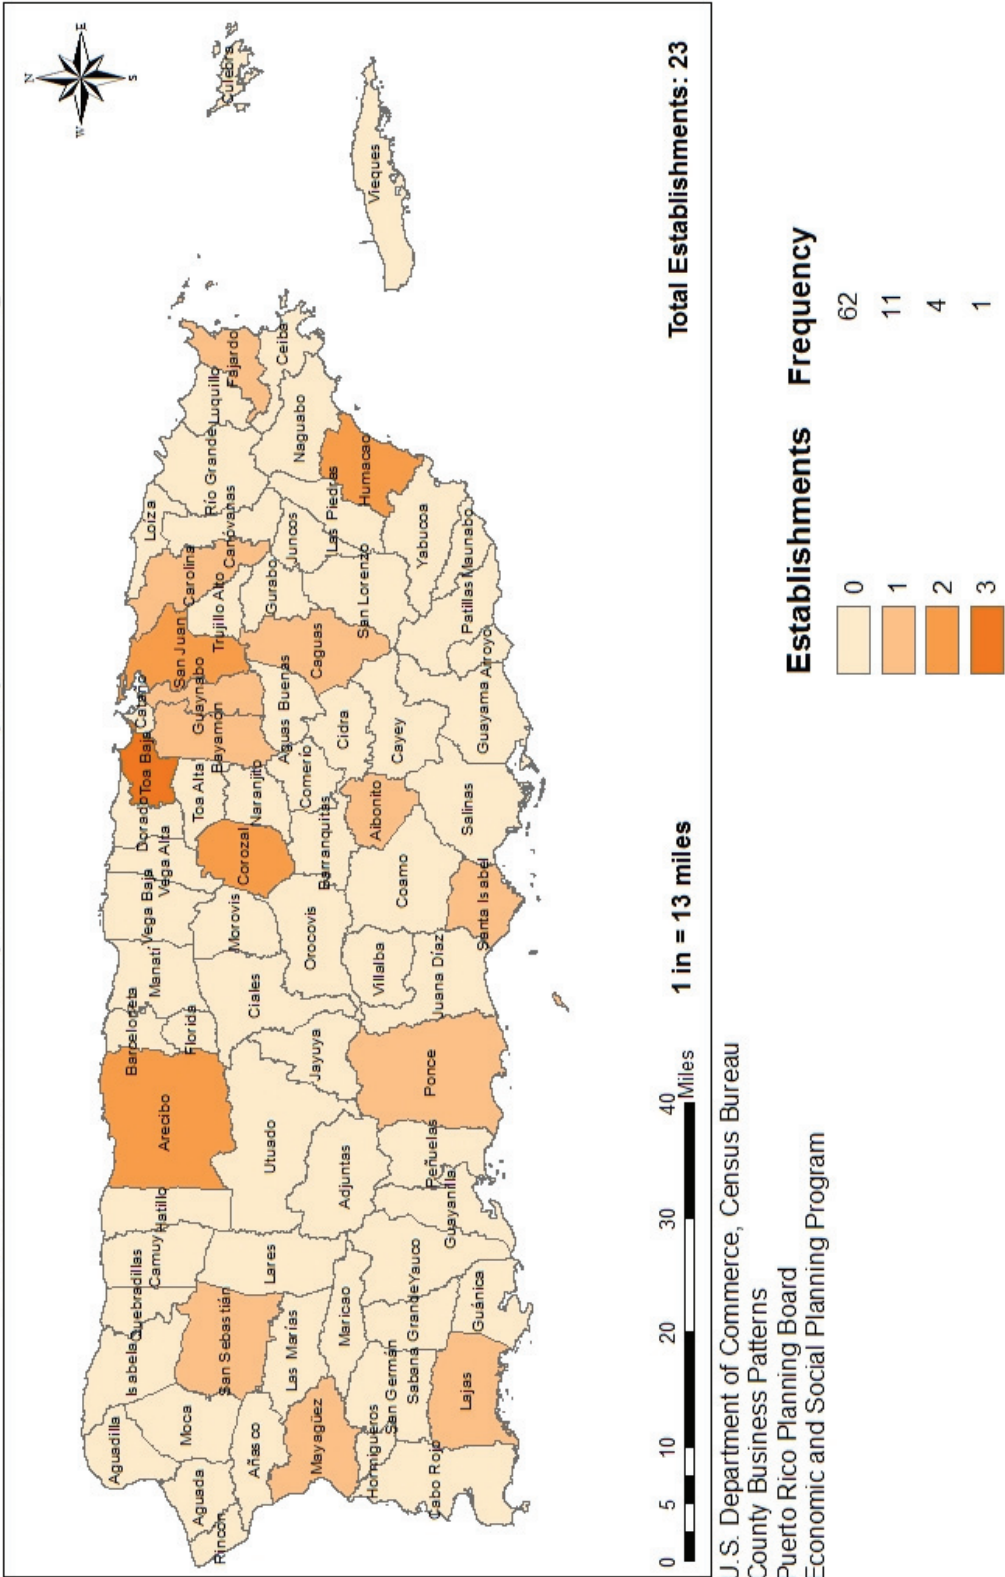 N
W
E
S
Culebra
Vieques
Fajardo
Ceiba
Luquillo
Río Grande
Naguabo
Humacao
Las Piedras
Loiza
Canovanas
Juncos
Yabucoa
Carolina
Trujillo Alto
Gurabo
San Lorenzo
Maunabo
Patillas
San Juan
Caguas
Arroyo
Guaynabo
Cataño
Bayamón
Aguas Buenas
Cidra
Cayey
Guayama
Toa Baja
Toa Alta
Naranjito
Comerío
Aibonito
Salinas
Dorado
Vega Alta
Corozal
Barranquitas
Coamo
Santa Isabel
Vega Baja
Morovis
Orocovis
Villalba
Juana Díaz
Manatí
Ciales
Barceloneta
Florida
Jayuya
Ponce
Arecibo
Utuado
Adjuntas
Peñuelas
Guayanilla
Hatillo
Camuy
Quebradillas
Lares
Yauco
Guánica
Isabela
San Sebastián
Las Marías
Maricao
Sabana Grande
San Germán
Lajas
Aguadilla
Moca
Añasco
Mayagüez
Hormigueros
Cabo Rojo
Aguada
Rincón
Total Establishments: 23
1 in = 13 miles
0 5 10 20 30 40
Miles
U.S. Department of Commerce, Census Bureau
County Business Patterns
Puerto Rico Planning Board
Economic and Social Planning Program
Establishments Frequency
0 62
1 11
2 4
3 1